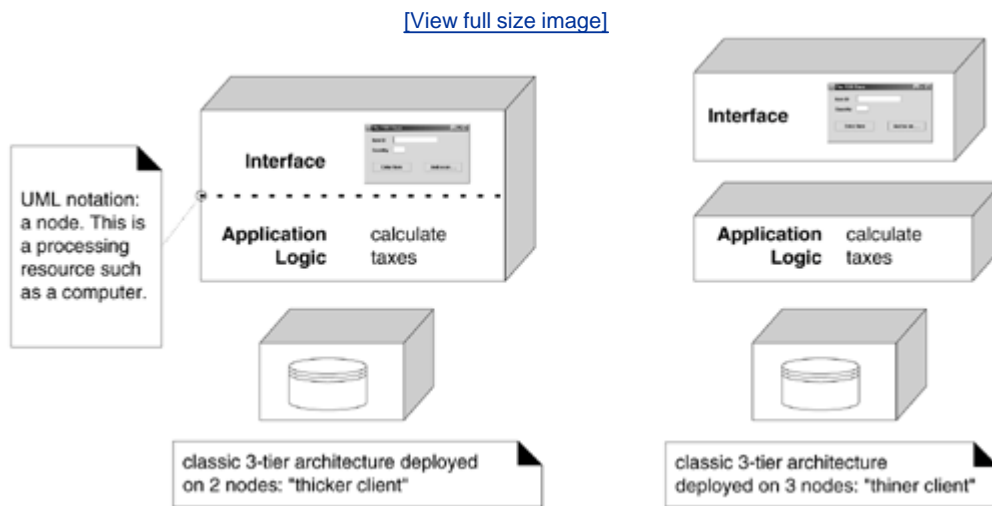 [View full size image]
Interface
Application
Logic
calculate
taxes
UML notation:
a node. This is
a processing
resource such
as a computer.
classic 3-tier architecture deployed
on 2 nodes: "thicker client"
Interface
Application
Logic
calculate
taxes
classic 3-tier architecture
deployed on 3 nodes: "thiner client"